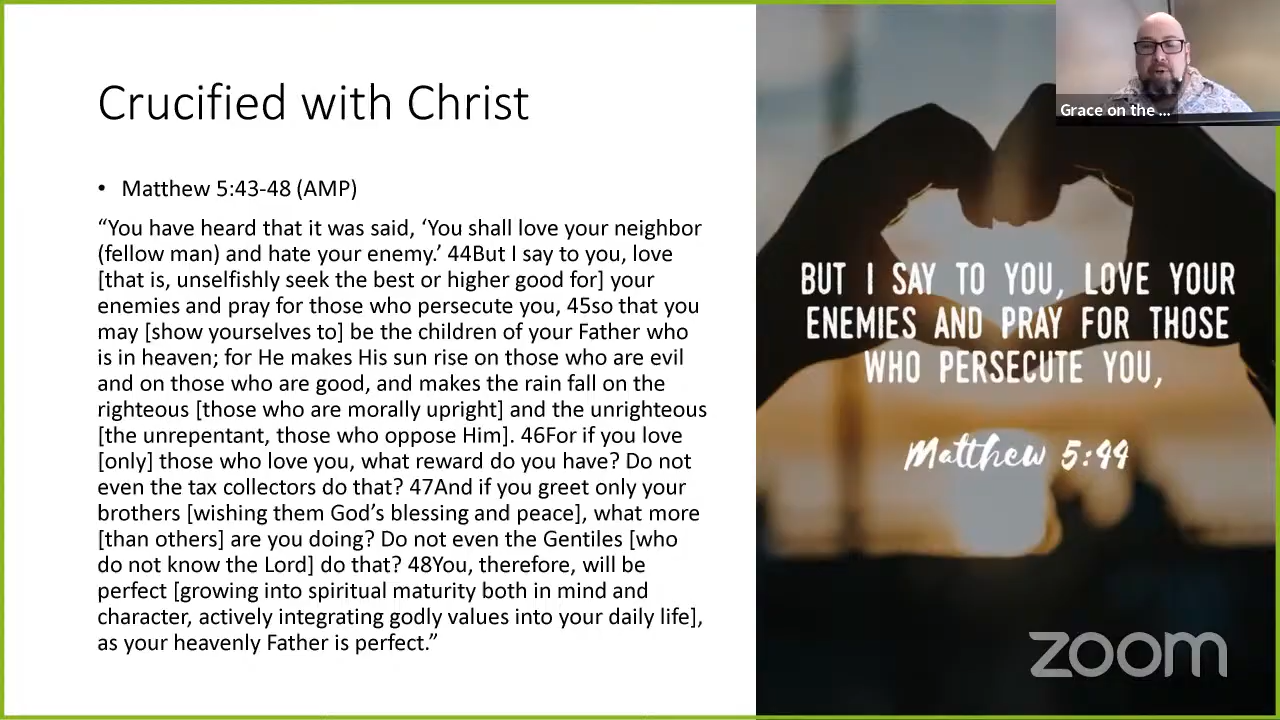 Crucified with Christ
• Matthew 5:43-48 (AMP)
“You have heard that it was said, ‘You shall love your neighbor
(fellow man) and hate your enemy.’ 44But I say to you, love
[that is, unselfishly seek the best or higher good for] your
enemies and pray for those who persecute you, 45so that you
may [show yourselves to] be the children of your Father who
is in heaven; for He makes His sun rise on those who are evil
and on those who are good, and makes the rain fall on the
righteous [those who are morally upright] and the unrighteous
[the unrepentant, those who oppose Him]. 46For if you love
[only] those who love you, what reward do you have? Do not
even the tax collectors do that? 47And if you greet only your
brothers [wishing them God’s blessing and peace], what more
[than others] are you doing? Do not even the Gentiles [who
do not know the Lord] do that? 48You, therefore, will be
perfect [growing into spiritual maturity both in mind and
character, actively integrating godly values into your daily life],
as your heavenly Father is perfect.”
Grace on the ...
BUT I SAY TO YOU, LOVE YOUR
ENEMIES AND PRAY FOR THOSE
WHO PERSECUTE YOU,
Matthew 5:44
zoom